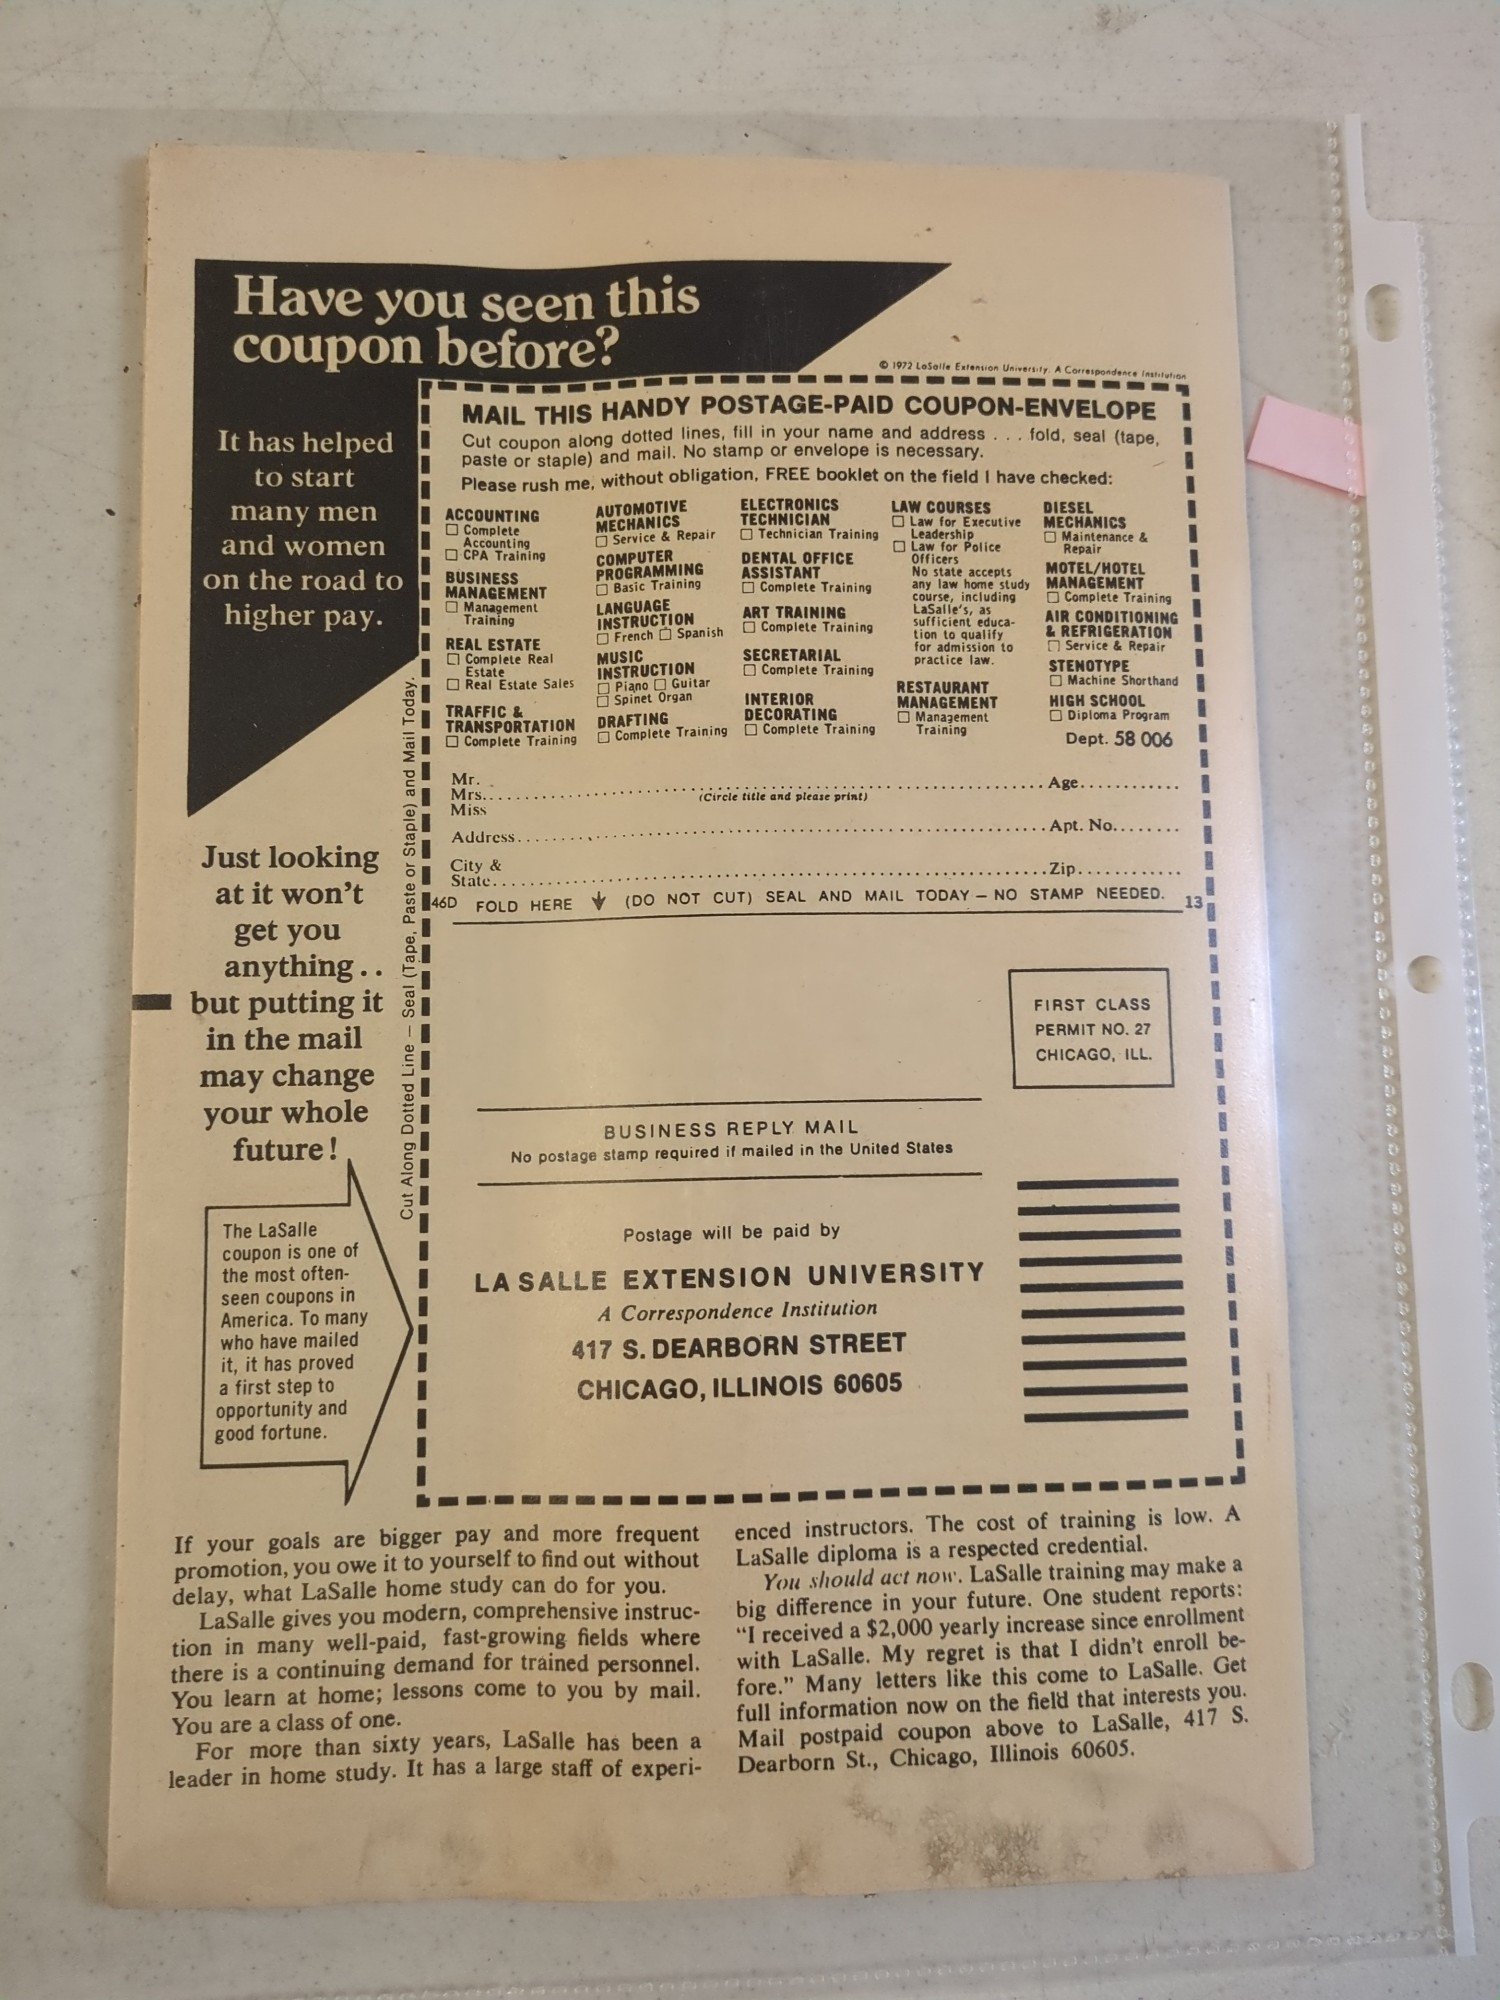 Have you seen this
coupon before?
It has helped
to start
many men
and women
on the road to
higher pay.
Just looking
at it won't
get you
anything . .
but putting it
in the mail
may change
your whole
future!
The LaSalle
coupon is one of
the most often-
seen coupons in
America. To many
who have mailed
it, it has proved
a first step to
opportunity and
good fortune.
Cut Along Dotted Line — Seal (Tape, Paste or Staple) and Mail Today.
© 1972 LaSalle Extension University. A Correspondence Institution
MAIL THIS HANDY POSTAGE-PAID COUPON-ENVELOPE
Cut coupon along dotted lines, fill in your name and address . . . fold, seal (tape,
paste or staple) and mail. No stamp or envelope is necessary.
Please rush me, without obligation, FREE booklet on the field I have checked:
ACCOUNTING
☐ Complete
Accounting
☐ CPA Training
BUSINESS
MANAGEMENT
☐ Management
Training
REAL ESTATE
☐ Complete Real
Estate
☐ Real Estate Sales
TRAFFIC &
TRANSPORTATION
☐ Complete Training
AUTOMOTIVE
MECHANICS
☐ Service & Repair
COMPUTER
PROGRAMMING
☐ Basic Training
LANGUAGE
INSTRUCTION
☐ French ☐ Spanish
MUSIC
INSTRUCTION
☐ Piano ☐ Guitar
☐ Spinet Organ
DRAFTING
☐ Complete Training
ELECTRONICS
TECHNICIAN
☐ Technician Training
DENTAL OFFICE
ASSISTANT
☐ Complete Training
ART TRAINING
☐ Complete Training
SECRETARIAL
☐ Complete Training
INTERIOR
DECORATING
☐ Complete Training
LAW COURSES
☐ Law for Executive
Leadership
☐ Law for Police
Officers
No state accepts
any law home study
course, including
LaSalle's, as
sufficient educa-
tion to qualify
for admission to
practice law.
RESTAURANT
MANAGEMENT
☐ Management
Training
DIESEL
MECHANICS
☐ Maintenance &
Repair
MOTEL/HOTEL
MANAGEMENT
☐ Complete Training
AIR CONDITIONING
& REFRIGERATION
☐ Service & Repair
STENOTYPE
☐ Machine Shorthand
HIGH SCHOOL
☐ Diploma Program
Dept. 58 006
Mr.
Mrs. (Circle title and please print) Age
Miss
Address Apt. No.
City &
State Zip
46D FOLD HERE ↓ (DO NOT CUT) SEAL AND MAIL TODAY — NO STAMP NEEDED. 13
FIRST CLASS
PERMIT NO. 27
CHICAGO, ILL.
BUSINESS REPLY MAIL
No postage stamp required if mailed in the United States
Postage will be paid by
LA SALLE EXTENSION UNIVERSITY
A Correspondence Institution
417 S. DEARBORN STREET
CHICAGO, ILLINOIS 60605
If your goals are bigger pay and more frequent
promotion, you owe it to yourself to find out without
delay, what LaSalle home study can do for you.
LaSalle gives you modern, comprehensive instruc-
tion in many well-paid, fast-growing fields where
there is a continuing demand for trained personnel.
You learn at home; lessons come to you by mail.
You are a class of one.
For more than sixty years, LaSalle has been a
leader in home study. It has a large staff of experi-
enced instructors. The cost of training is low. A
LaSalle diploma is a respected credential.
You should act now. LaSalle training may make a
big difference in your future. One student reports:
"I received a $2,000 yearly increase since enrollment
with LaSalle. My regret is that I didn't enroll be-
fore." Many letters like this come to LaSalle. Get
full information now on the field that interests you.
Mail postpaid coupon above to LaSalle, 417 S.
Dearborn St., Chicago, Illinois 60605.